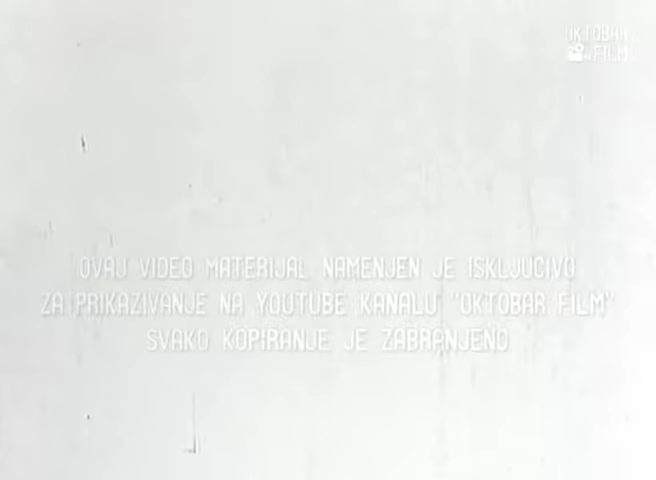 OKTOBAR
FILM
OVAJ VIDEO MATERIJAL NAMENJEN JE ISKLJUCIVO
ZA PRIKAZIVANJE NA YOUTUBE KANALU "OKTOBAR FILM"
SVAKO KOPIRANJE JE ZABRANJENO